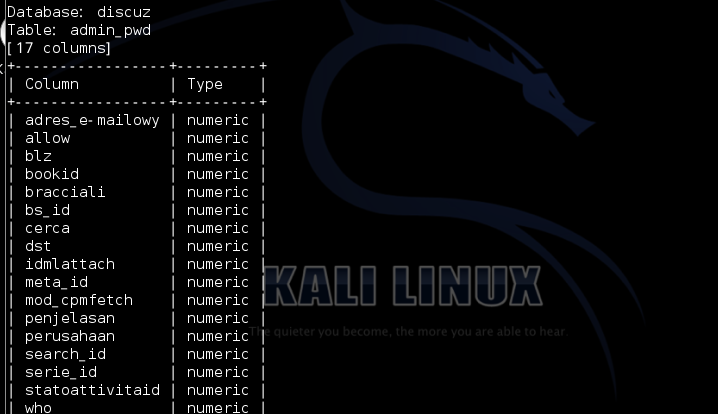 Database: discuz
Table: admin_pwd
[17 columns]
+-----------------+---------+
| Column | Type |
+-----------------+---------+
| adres_e-mailowy | numeric |
| allow | numeric |
| blz | numeric |
| bookid | numeric |
| bracciali | numeric |
| bs_id | numeric |
| cerca | numeric |
| dst | numeric |
| idmlattach | numeric |
| meta_id | numeric |
| mod_cpmfetch | numeric |
| penjelasan | numeric |
| perusahaan | numeric |
| search_id | numeric |
| serie_id | numeric |
| statoattivitaid | numeric |
| who | numeric |
KALI LINUX
The quieter you become, the more you are able to hear.